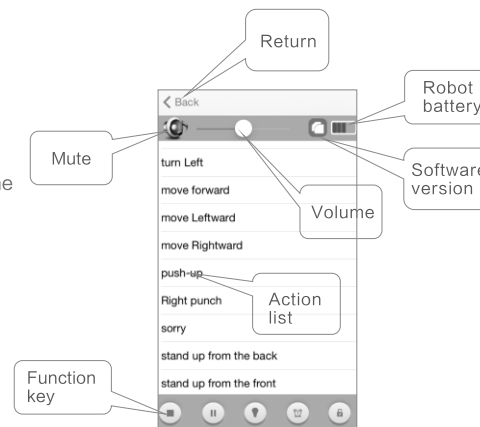 Return
Back
Robot
battery
Mute
Software
version
turn Left
move forward
Volume
move Leftward
move Rightward
push-up
Action
list
Right punch
sorry
stand up from the back
Function
key
stand up from the front